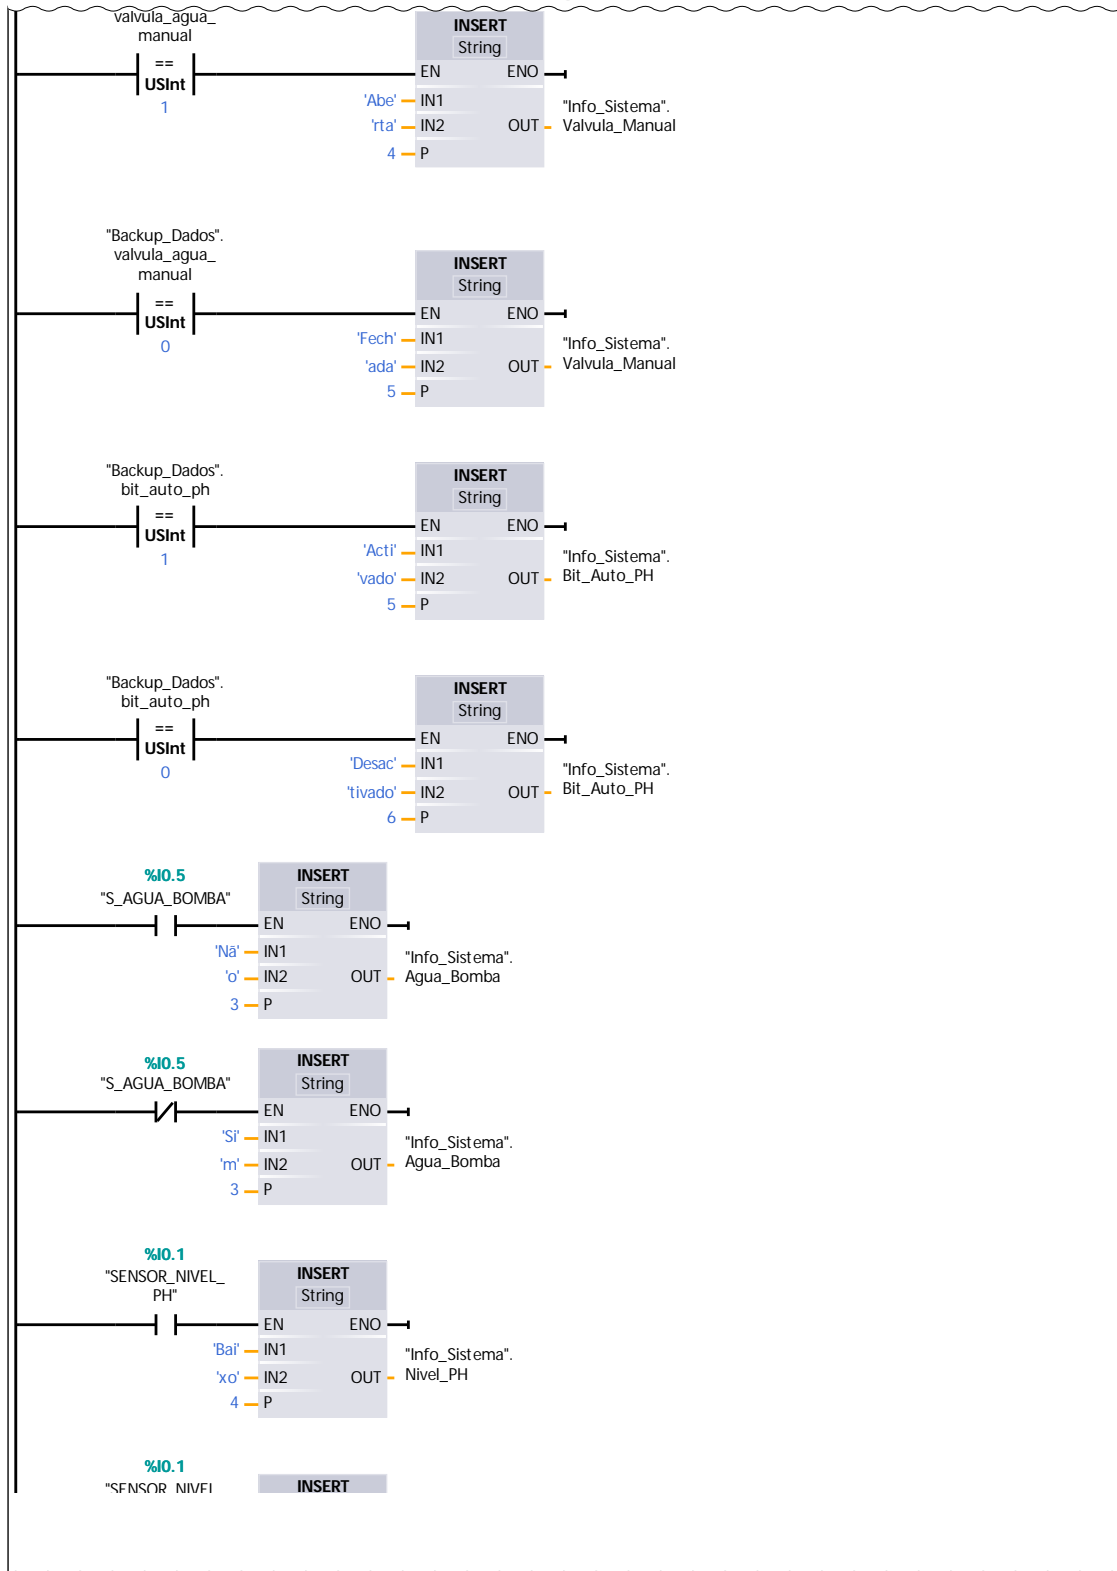 valvula_agua_
manual
==
USInt
1
INSERT
String
EN ENO
'Abe' IN1
'rta' IN2 OUT
4 P
"Info_Sistema".
Valvula_Manual
"Backup_Dados".
valvula_agua_
manual
==
USInt
0
INSERT
String
EN ENO
'Fech' IN1
'ada' IN2 OUT
5 P
"Info_Sistema".
Valvula_Manual
"Backup_Dados".
bit_auto_ph
==
USInt
1
INSERT
String
EN ENO
'Acti' IN1
'vado' IN2 OUT
5 P
"Info_Sistema".
Bit_Auto_PH
"Backup_Dados".
bit_auto_ph
==
USInt
0
INSERT
String
EN ENO
'Desac' IN1
'tivado' IN2 OUT
6 P
"Info_Sistema".
Bit_Auto_PH
%I0.5
"S_AGUA_BOMBA"
INSERT
String
EN ENO
'Nã' IN1
'o' IN2 OUT
3 P
"Info_Sistema".
Agua_Bomba
%I0.5
"S_AGUA_BOMBA"
INSERT
String
EN ENO
'Si' IN1
'm' IN2 OUT
3 P
"Info_Sistema".
Agua_Bomba
%I0.1
"SENSOR_NIVEL_
PH"
INSERT
String
EN ENO
'Bai' IN1
'xo' IN2 OUT
4 P
"Info_Sistema".
Nivel_PH
%I0.1
"SENSOR_NIVEL_
INSERT